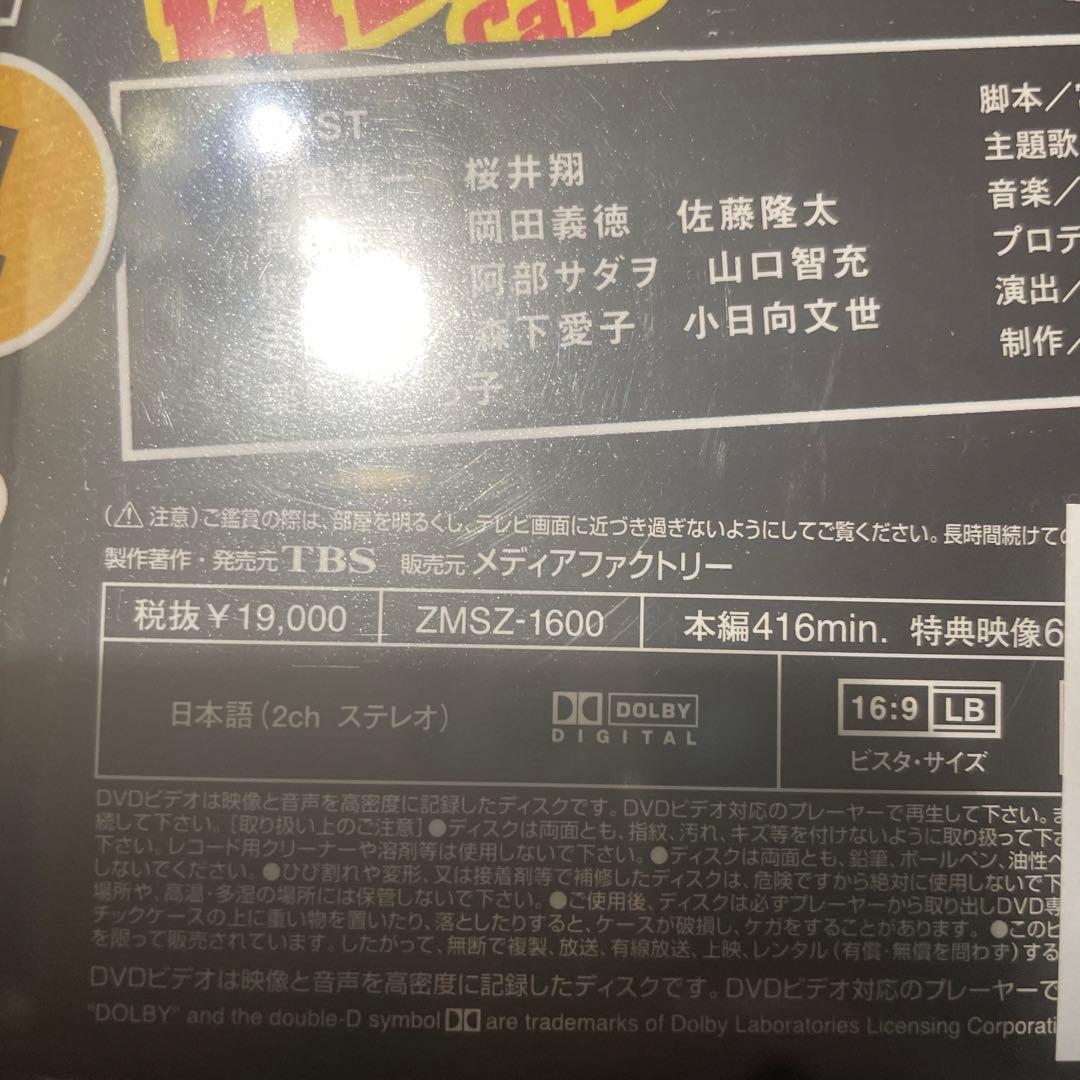 脚本／
主題歌
音楽／
プロデ
演出／
制作／
桜井翔
岡田義徳 佐藤隆太
阿部サダヲ 山口智充
森下愛子 小日向文世
子
(⚠注意)ご鑑賞の際は、部屋を明るくし、テレビ画面に近づき過ぎないようにしてご覧ください。長時間続けて
製作著作・発売元 TBS 販売元 メディアファクトリー
税抜￥19,000 ZMSZ-1600 本編416min. 特典映像6
日本語(2ch ステレオ) DOLBY DIGITAL 16:9 LB
ビスタ・サイズ
DVDビデオは映像と音声を高密度に記録したディスクです。DVDビデオ対応のプレーヤーで再生して下さい。
続して下さい。[取り扱い上のご注意]●ディスクは両面とも、指紋、汚れ、キズ等を付けないように取り扱って下さ
下さい。レコード用クリーナーや溶剤等は使用しないで下さい。●ディスクは両面とも、鉛筆、ボールペン、油性ペ
しないでください。●ひび割れや変形、又は接着剤等で補修したディスクは、危険ですから絶対に使用しないで下
場所や、高温・多湿の場所には保管しないで下さい。●ご使用後、ディスクは必ずプレーヤーから取り出しDVD専
チックケースの上に重い物を置いたり、落としたりすると、ケースが破損し、ケガをすることがあります。●このビ
を限って販売されています。したがって、無断で複製、放送、有線放送、上映、レンタル(有償・無償を問わず)する
DVDビデオは映像と音声を高密度に記録したディスクです。DVDビデオ対応のプレーヤーで
"DOLBY" and the double-D symbol are trademarks of Dolby Laboratories Licensing Corporati